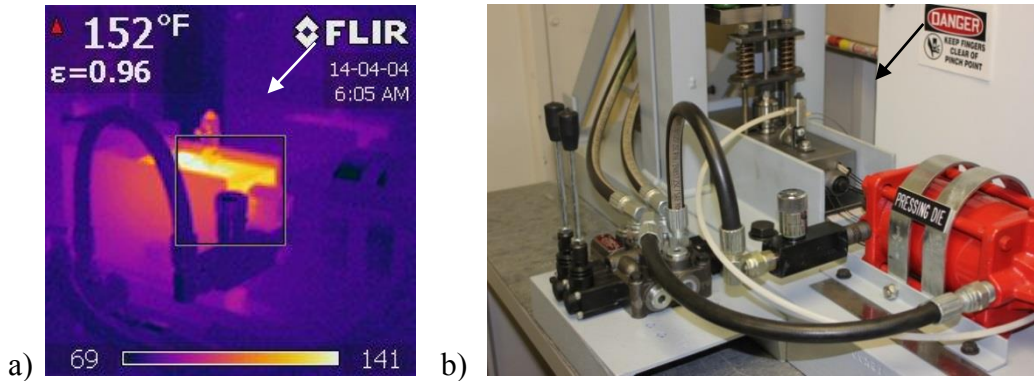 152°F
FLIR
ε=0.96
14-04-04
6:05 AM
69
141
a)
b)
DANGER
KEEP FINGERS
CLEAR OF
PINCH POINT
PRESSING DIE